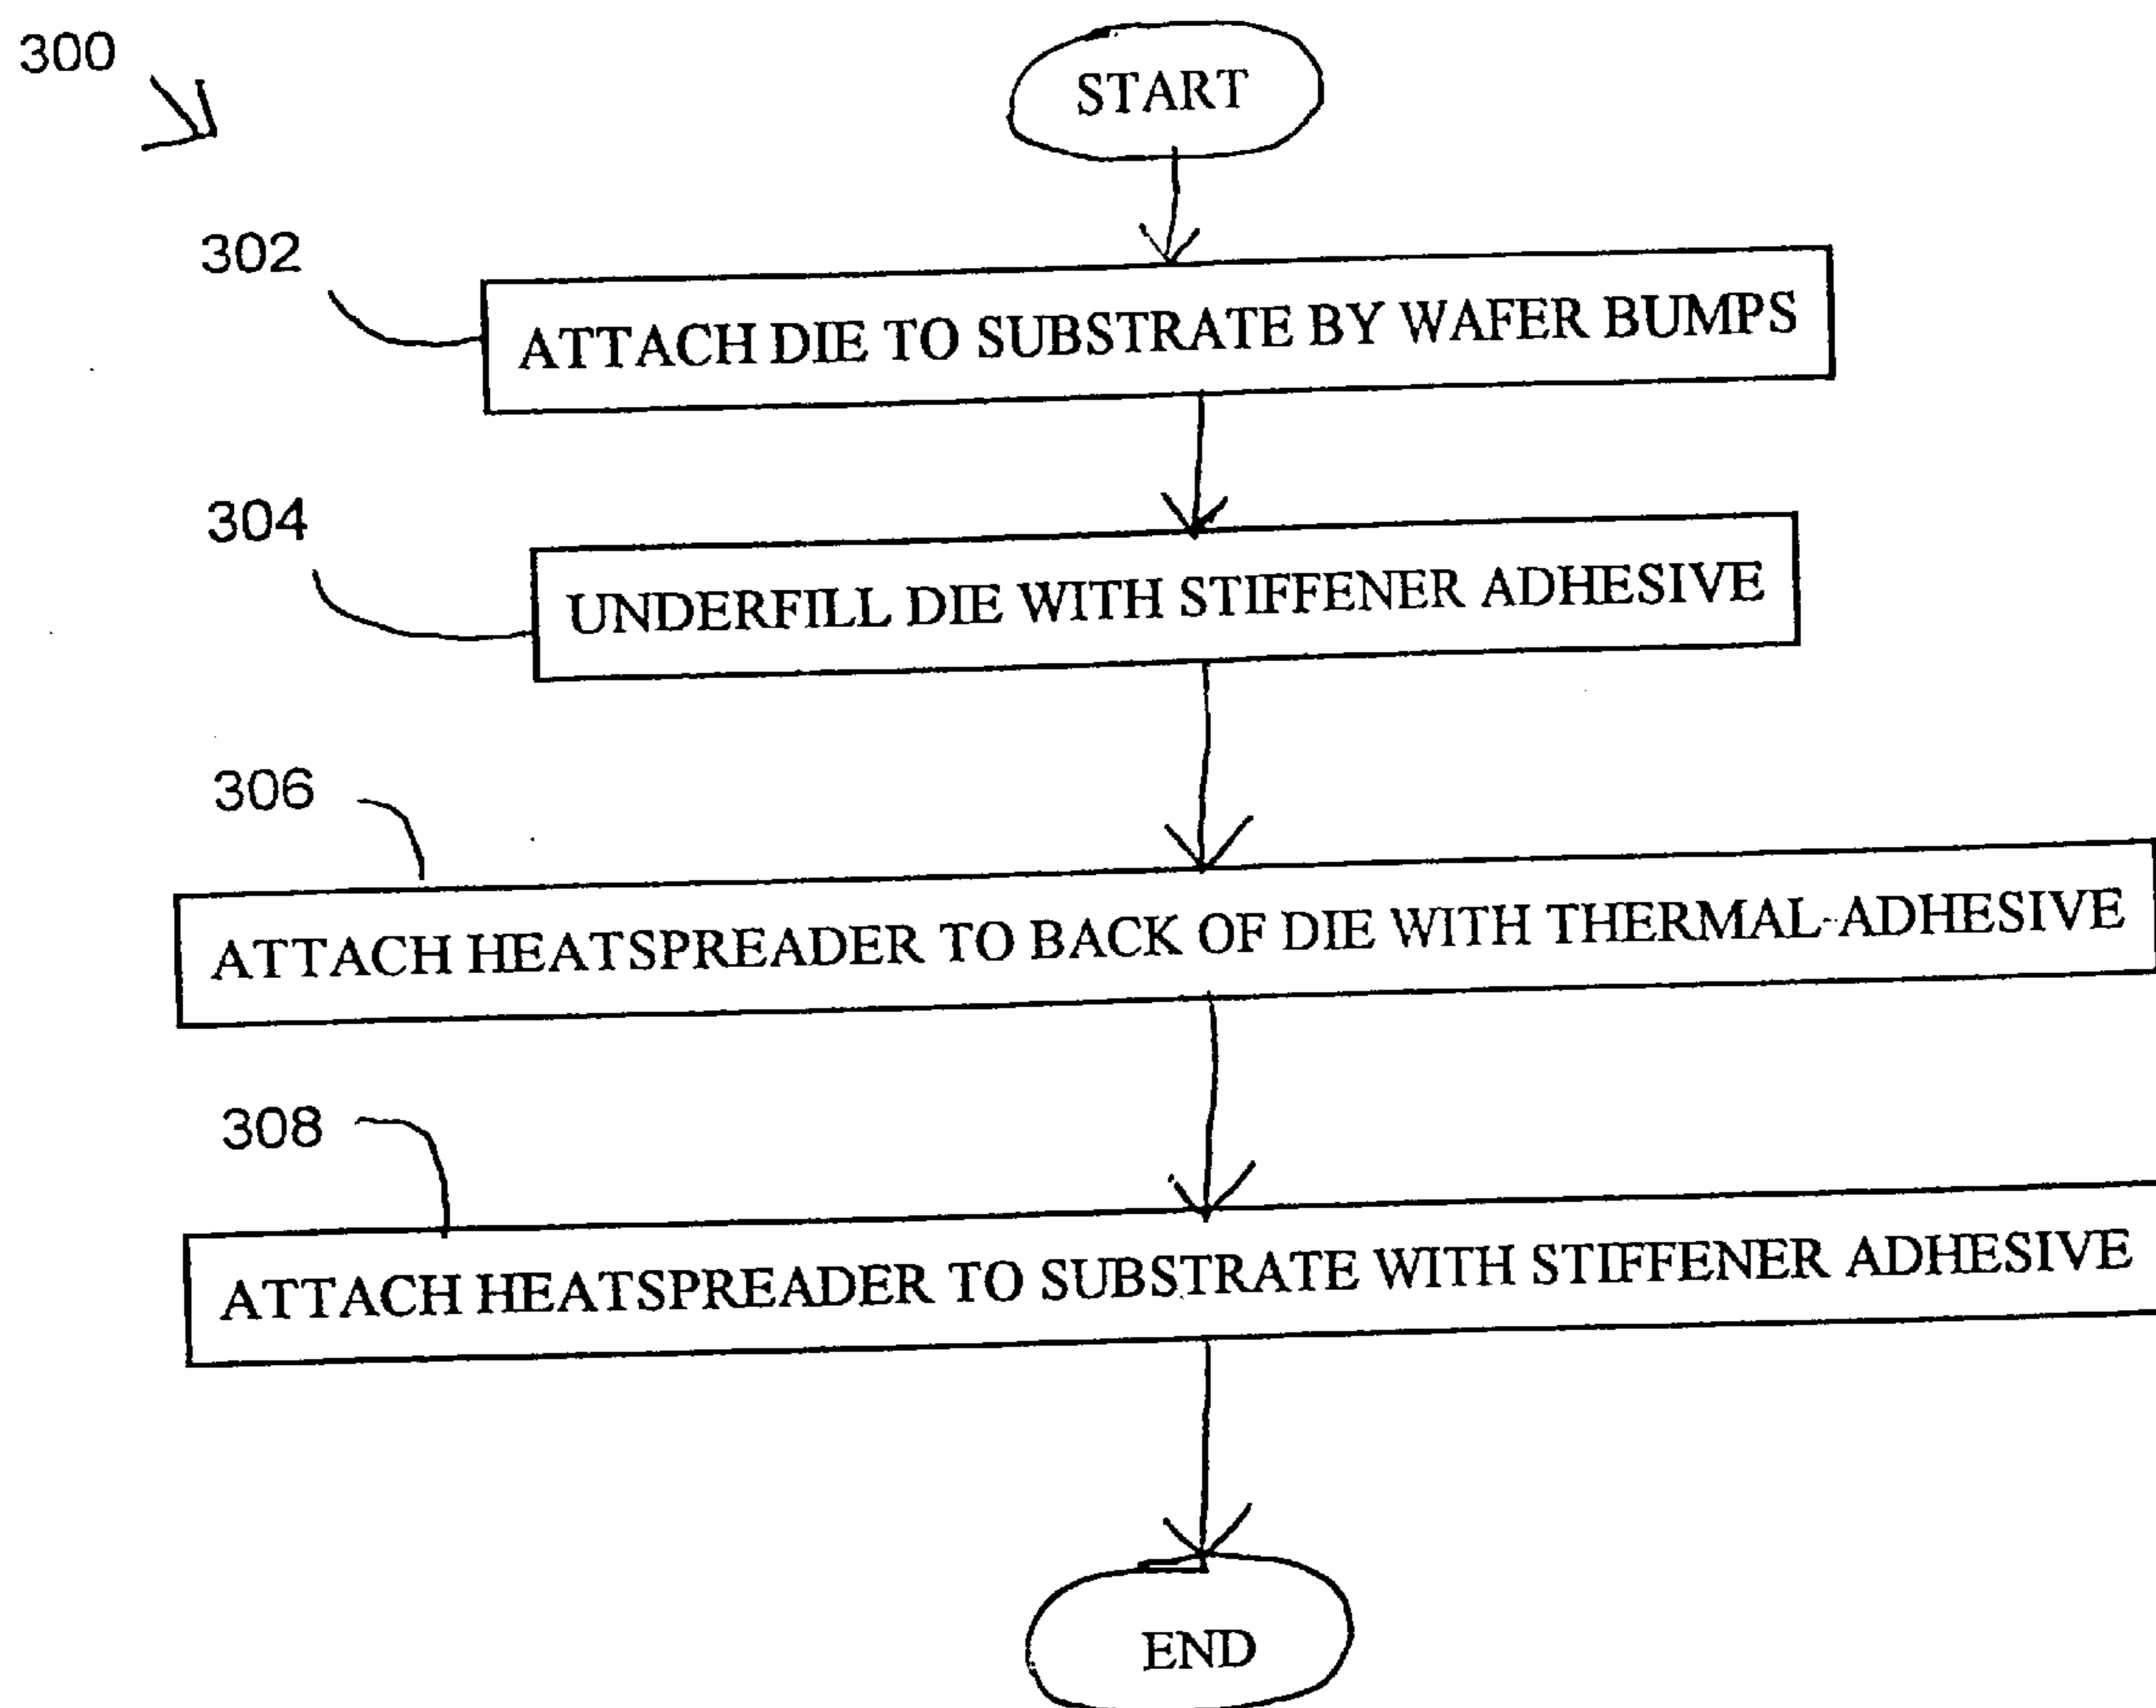 300
START
302
ATTACH DIE TO SUBSTRATE BY WAFER BUMPS
304
UNDERFILL DIE WITH STIFFENER ADHESIVE
306
ATTACH HEATSPREADER TO BACK OF DIE WITH THERMAL-ADHESIVE
308
ATTACH HEATSPREADER TO SUBSTRATE WITH STIFFENER ADHESIVE
END